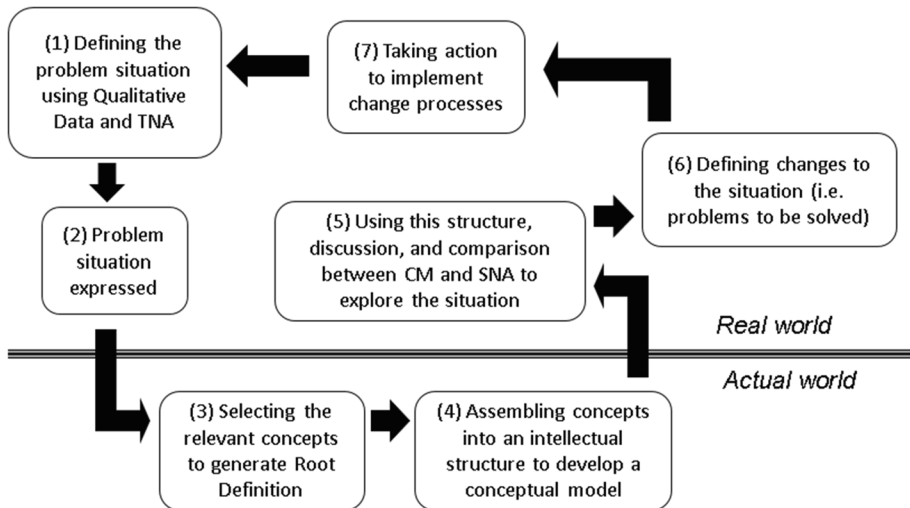 (1) Defining the
problem situation
using Qualitative
Data and TNA
(2) Problem
situation
expressed
(3) Selecting the
relevant concepts
to generate Root
Definition
(4) Assembling concepts
into an intellectual
structure to develop a
conceptual model
(5) Using this structure,
discussion, and comparison
between CM and SNA to
explore the situation
(6) Defining changes to
the situation (i.e.
problems to be solved)
(7) Taking action
to implement
change processes
Real world
Actual world